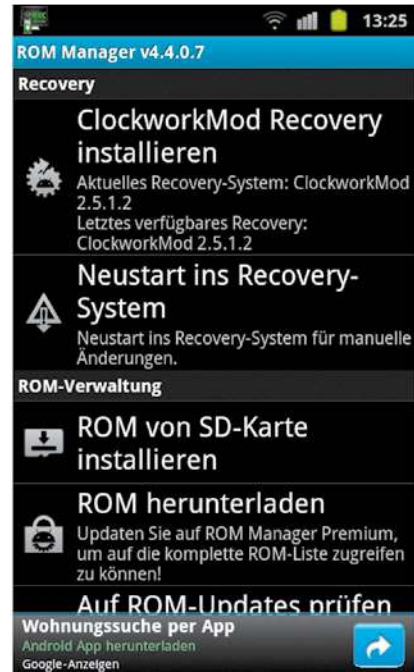 13:25
ROM Manager v4.4.0.7
Recovery
ClockworkMod Recovery
installieren
Aktuelles Recovery-System: ClockworkMod
2.5.1.2
Letztes verfügbares Recovery:
ClockworkMod 2.5.1.2
Neustart ins Recovery-
System
Neustart ins Recovery-System für manuelle
Änderungen.
ROM-Verwaltung
ROM von SD-Karte
installieren
ROM herunterladen
Updaten Sie auf ROM Manager Premium,
um auf die komplette ROM-Liste zugreifen
zu können!
Auf ROM-Updates prüfen
Wohnungssuche per App
Android App herunterladen
Google-Anzeigen